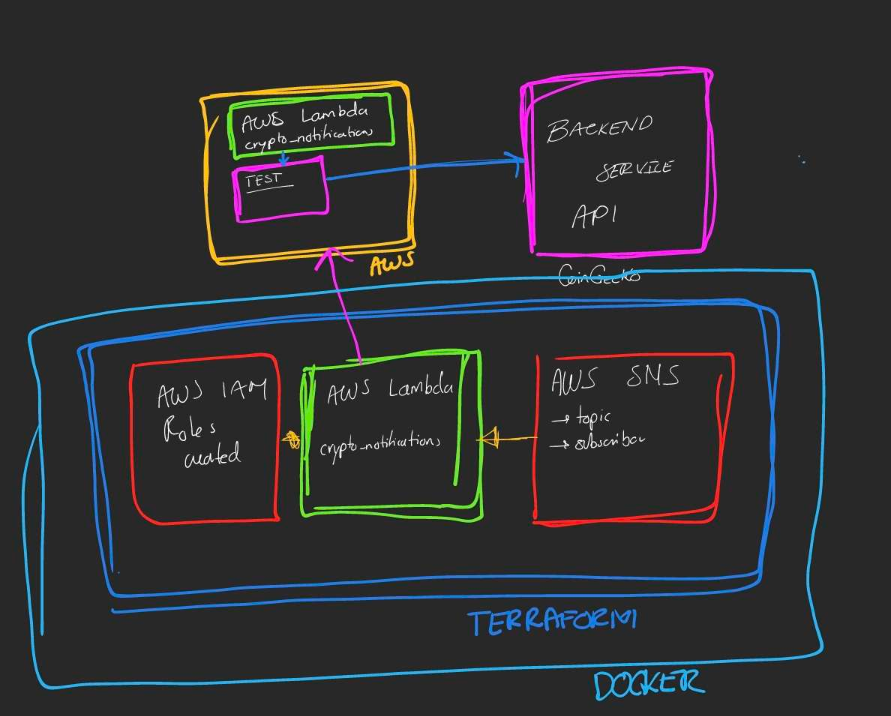 AWS Lambda
crypto_notifications
TEST
AWS
BACKEND
SERVICE
API
CoinGecko
AWS IAM
Roles
created
AWS Lambda
crypto_notifications
AWS SNS
→ topic
→ subscriber
TERRAFORM
DOCKER